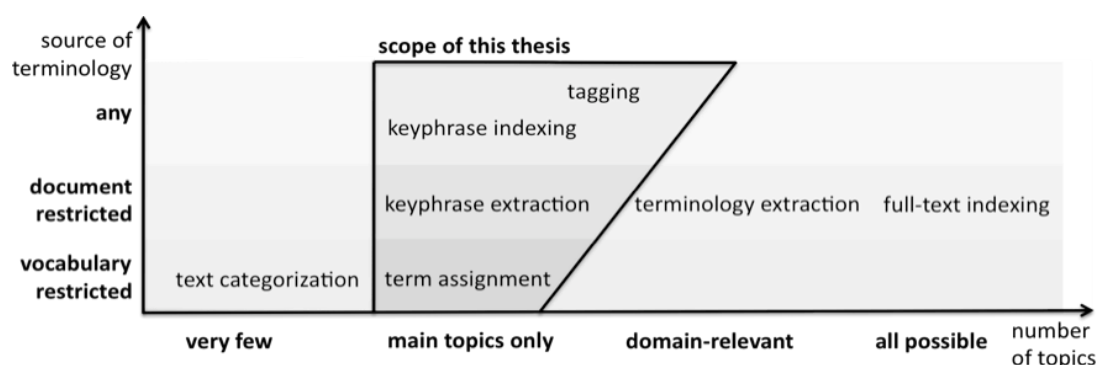 source of
terminology
scope of this thesis
tagging
any
keyphrase indexing
document
restricted
keyphrase extraction
terminology extraction
full-text indexing
vocabulary
restricted
text categorization
term assignment
very few
main topics only
domain-relevant
all possible
number
of topics